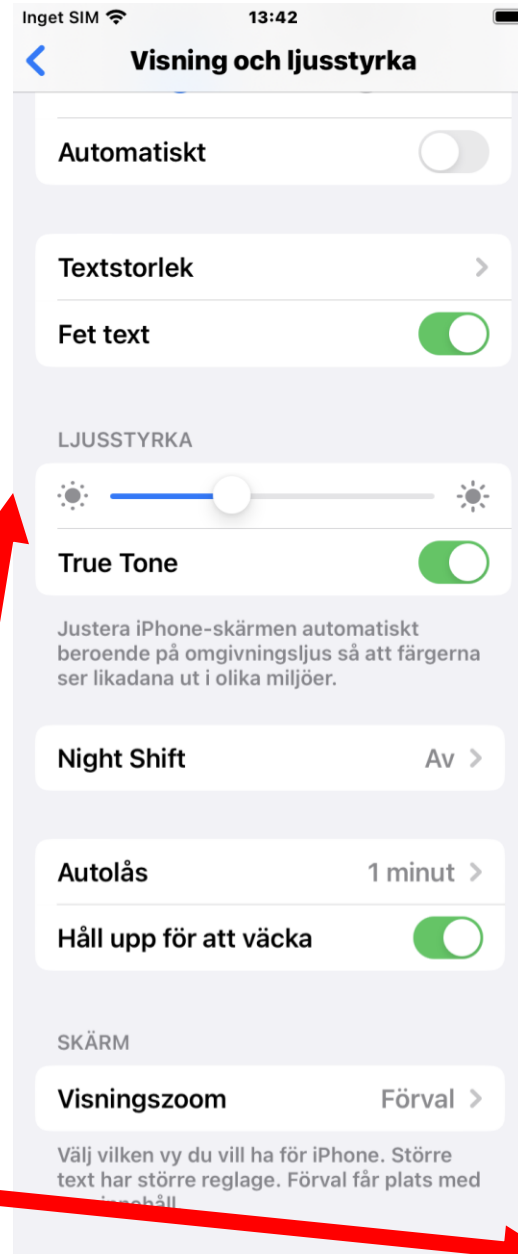 Inget SIM 13:42
Visning och ljusstyrka
Automatiskt
Textstorlek
Fet text
LJUSSTYRKA
True Tone
Justera iPhone-skärmen automatiskt
beroende på omgivningsljus så att färgerna
ser likadana ut i olika miljöer.
Night Shift Av
Autolås 1 minut
Håll upp för att väcka
SKÄRM
Visningszoom Förval
Välj vilken vy du vill ha för iPhone. Större
text har större reglage. Förval får plats med
innehåll.